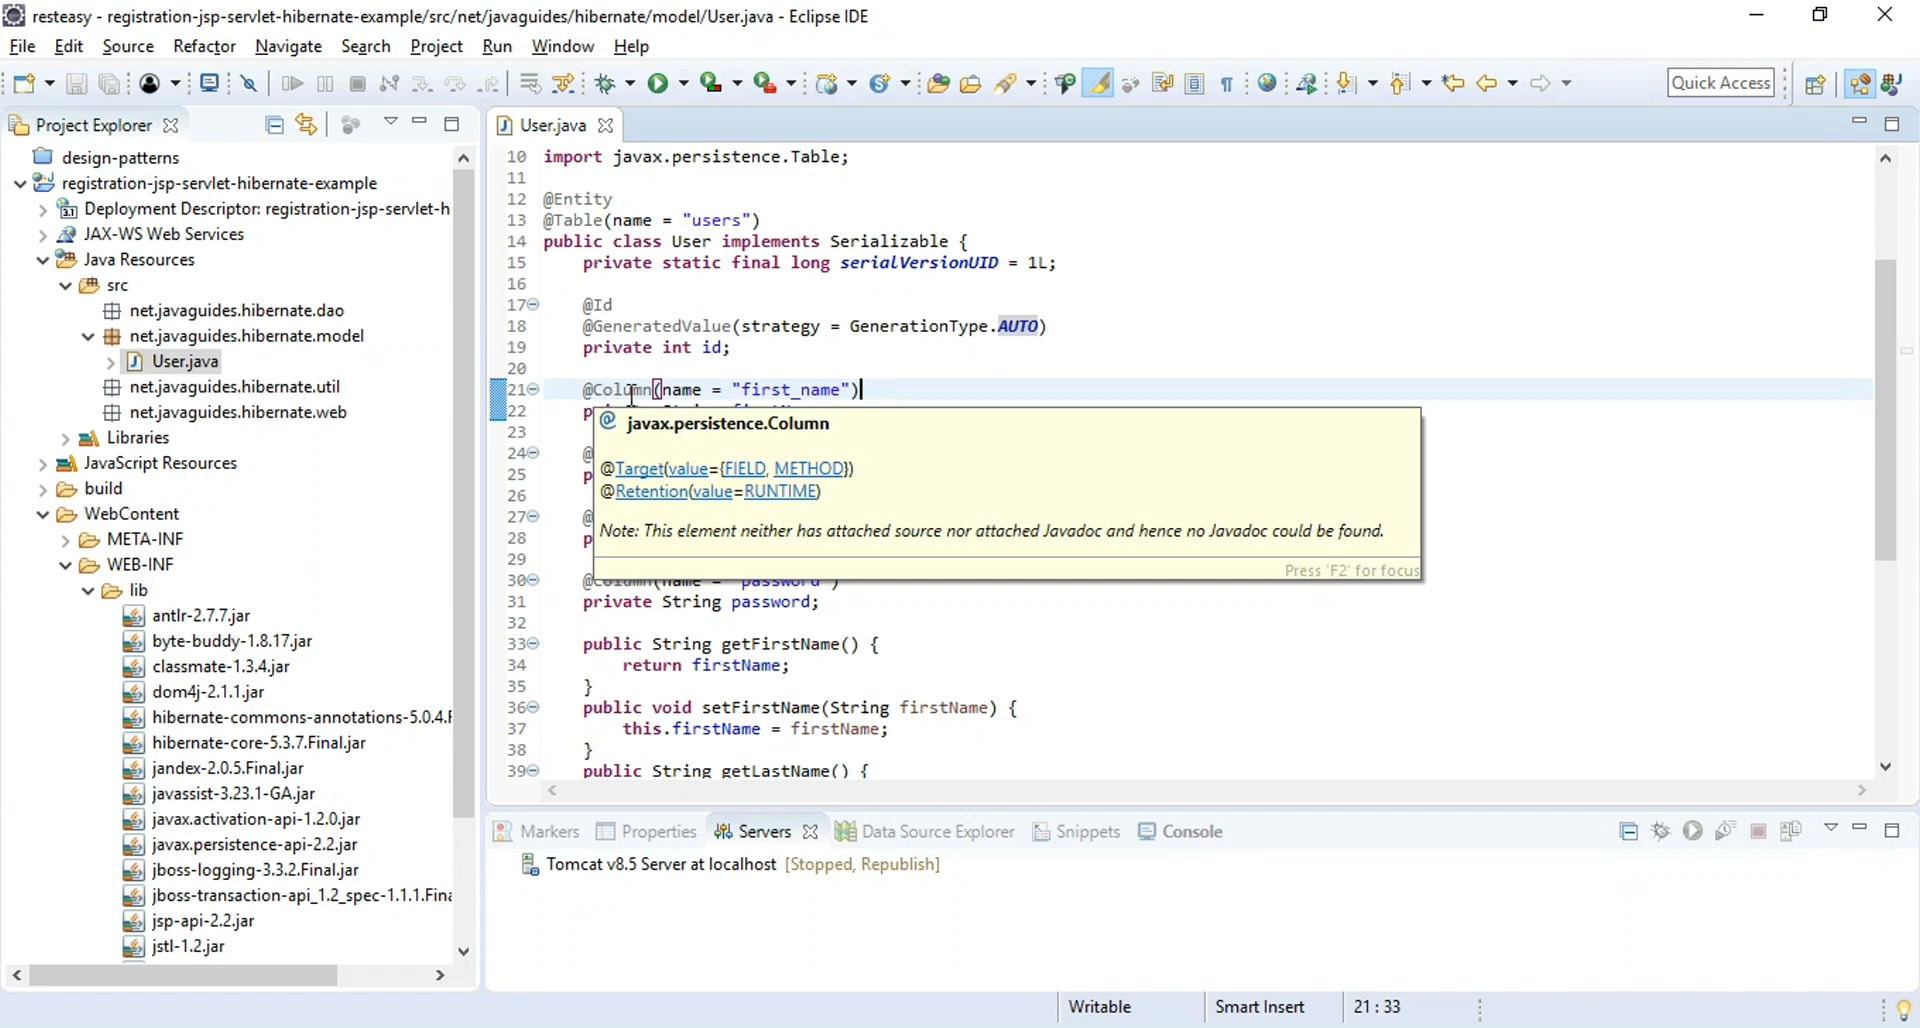 resteasy - registration-jsp-servlet-hibernate-example/src/net/javaguides/hibernate/model/User.java - Eclipse IDE
File Edit Source Refactor Navigate Search Project Run Window Help
Quick Access
Project Explorer
User.java
design-patterns
registration-jsp-servlet-hibernate-example
3.1 Deployment Descriptor: registration-jsp-servlet-h
JAX-WS Web Services
Java Resources
src
net.javaguides.hibernate.dao
net.javaguides.hibernate.model
User.java
net.javaguides.hibernate.util
net.javaguides.hibernate.web
Libraries
JavaScript Resources
build
WebContent
META-INF
WEB-INF
lib
antlr-2.7.7.jar
byte-buddy-1.8.17.jar
classmate-1.3.4.jar
dom4j-2.1.1.jar
hibernate-commons-annotations-5.0.4.F
hibernate-core-5.3.7.Final.jar
jandex-2.0.5.Final.jar
javassist-3.23.1-GA.jar
javax.activation-api-1.2.0.jar
javax.persistence-api-2.2.jar
jboss-logging-3.3.2.Final.jar
jboss-transaction-api_1.2_spec-1.1.1.Fina
jsp-api-2.2.jar
jstl-1.2.jar
10 import javax.persistence.Table;
11
12 @Entity
13 @Table(name = "users")
14 public class User implements Serializable {
15 private static final long serialVersionUID = 1L;
16
17 @Id
18 @GeneratedValue(strategy = GenerationType.AUTO)
19 private int id;
20
21 @Column(name = "first_name")
22 p
23
24 @
25 p
26
27 @
28 p
29
30 @Column(name = "password")
31 private String password;
32
33 public String getFirstName() {
34 return firstName;
35 }
36 public void setFirstName(String firstName) {
37 this.firstName = firstName;
38 }
39 public String getLastName() {
@ javax.persistence.Column
@Target(value={FIELD, METHOD})
@Retention(value=RUNTIME)
Note: This element neither has attached source nor attached Javadoc and hence no Javadoc could be found.
Press 'F2' for focus
Markers Properties Servers Data Source Explorer Snippets Console
Tomcat v8.5 Server at localhost [Stopped, Republish]
Writable Smart Insert 21 : 33